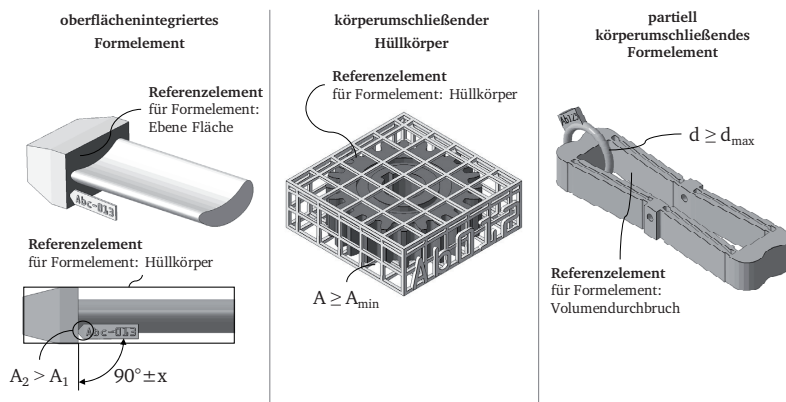 oberflächenintegriertes
Formelement
Referenzelement
für Formelement:
Ebene Fläche
Abc-013
Referenzelement
für Formelement: Hüllkörper
Abc-013
A₂ > A₁
90°±x
körperumschließender
Hüllkörper
Referenzelement
für Formelement: Hüllkörper
A ≥ Aₘᵢₙ
partiell
körperumschließendes
Formelement
Ab123
d ≥ dₘₐₓ
Referenzelement
für Formelement:
Volumendurchbruch